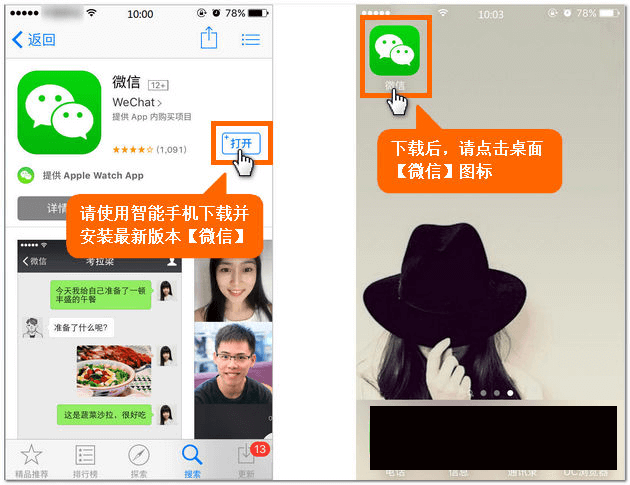 10:00
78%
返回
微信 12+
WeChat >
提供 App 内购买项目
(1,091)
+打开
提供 Apple Watch App
详情
请使用智能手机下载并
安装最新版本【微信】
微信
考拉梁
今天我给自己准备了一顿
丰盛的午餐
准备了什么呢?
这是蔬菜沙拉，很好吃
13
精品推荐
排行榜
探索
搜索
更新
10:03
78%
微信
下载后，请点击桌面
【微信】图标
电话
信息
通讯录
UC浏览器